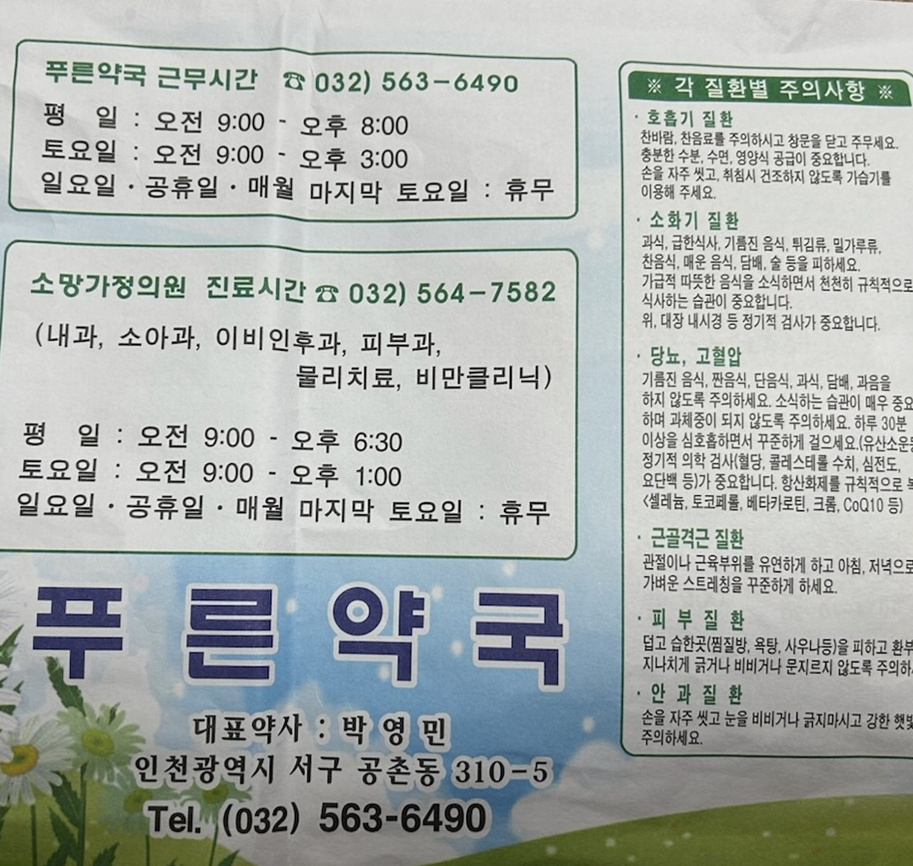 푸른약국 근무시간 ☎ 032) 563-6490
평 일 : 오전 9:00 - 오후 8:00
토요일 : 오전 9:00 - 오후 3:00
일요일 · 공휴일 · 매월 마지막 토요일 : 휴무
소망가정의원 진료시간 ☎ 032) 564-7582
(내과, 소아과, 이비인후과, 피부과,
물리치료, 비만클리닉)
평 일 : 오전 9:00 - 오후 6:30
토요일 : 오전 9:00 - 오후 1:00
일요일 · 공휴일 · 매월 마지막 토요일 : 휴무
푸른약국
대표약사 : 박영민
인천광역시 서구 공촌동 310-5
Tel. (032) 563-6490
※ 각 질환별 주의사항 ※
· 호흡기 질환
찬바람, 찬음료를 주의하시고 창문을 닫고 주무세요.
충분한 수분, 수면, 영양식 공급이 중요합니다.
손을 자주 씻고, 취침시 건조하지 않도록 가습기를
이용해 주세요.
· 소화기 질환
과식, 급한식사, 기름진 음식, 튀김류, 밀가루류,
찬음식, 매운 음식, 담배, 술 등을 피하세요.
가급적 따뜻한 음식을 소식하면서 천천히 규칙적으로
식사하는 습관이 중요합니다.
위, 대장 내시경 등 정기적 검사가 중요합니다.
· 당뇨, 고혈압
기름진 음식, 짠음식, 단음식, 과식, 담배, 과음을
하지 않도록 주의하세요. 소식하는 습관이 매우 중요
하며 과체중이 되지 않도록 주의하세요. 하루 30분
이상을 심호흡하면서 꾸준하게 걸으세요.(유산소운동
정기적 의학 검사(혈당, 콜레스테롤 수치, 심전도,
요단백 등)가 중요합니다. 항산화제를 규칙적으로
<셀레늄, 토코페롤, 베타카로틴, 크롬, CoQ10 등)
· 근골격근 질환
관절이나 근육부위를 유연하게 하고 아침, 저녁으로
가벼운 스트레칭을 꾸준하게 하세요.
· 피부질환
덥고 습한곳(찜질방, 욕탕, 사우나등)을 피하고 환부
지나치게 긁거나 비비거나 문지르지 않도록 주의하
· 안과질환
손을 자주 씻고 눈을 비비거나 긁지마시고 강한 햇빛
주의하세요.